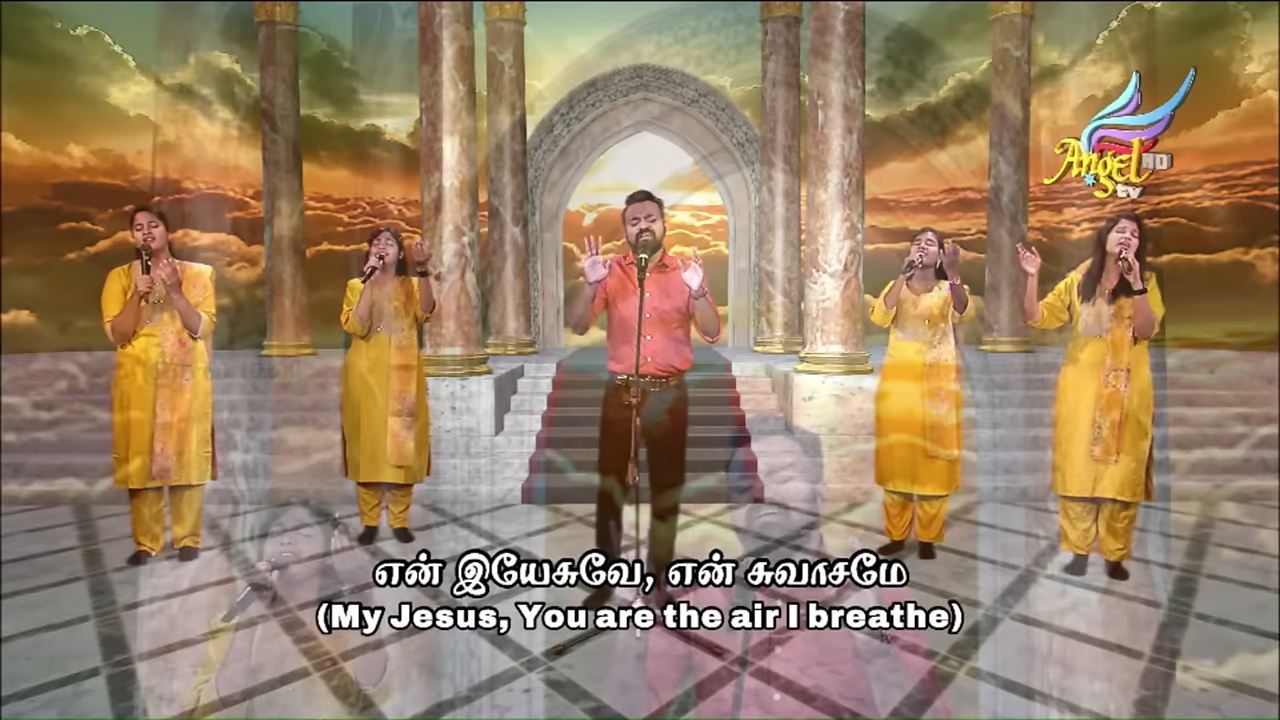 Angel HD
tv
என் இயேசுவே, என் சுவாசமே
(My Jesus, You are the air I breathe)